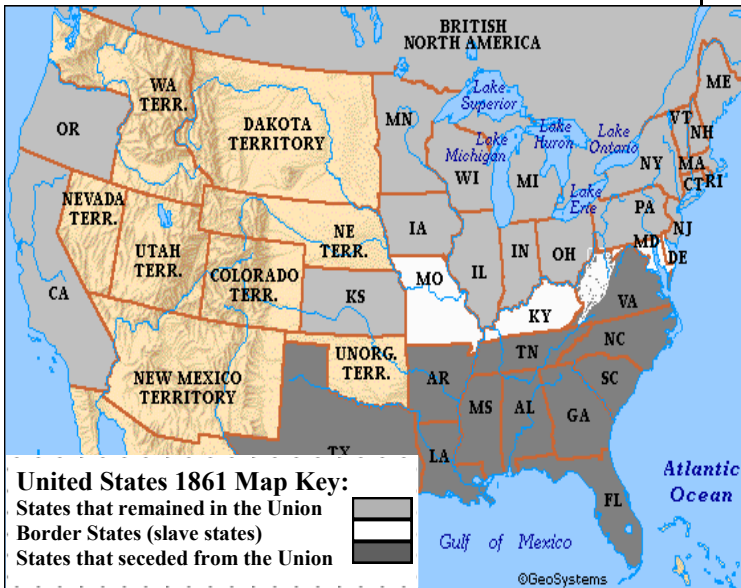 BRITISH
NORTH AMERICA
ME
WA
TERR.
Lake
Superior
VT
NH
MN
OR
DAKOTA
TERRITORY
Lake
Huron
Lake
Ontario
Lake
Michigan
NY
MA
WI
MI
CT
RI
NEVADA
TERR.
Lake
Erie
PA
NJ
IA
NE
TERR.
MD
DE
UTAH
TERR.
IN
OH
COLORADO
TERR.
MO
IL
CA
KS
VA
KY
NC
UNORG.
TERR.
TN
NEW MEXICO
TERRITORY
AR
SC
MS
AL
GA
TX
LA
Atlantic
Ocean
FL
Gulf of Mexico
©GeoSystems
United States 1861 Map Key:
States that remained in the Union
Border States (slave states)
States that seceded from the Union